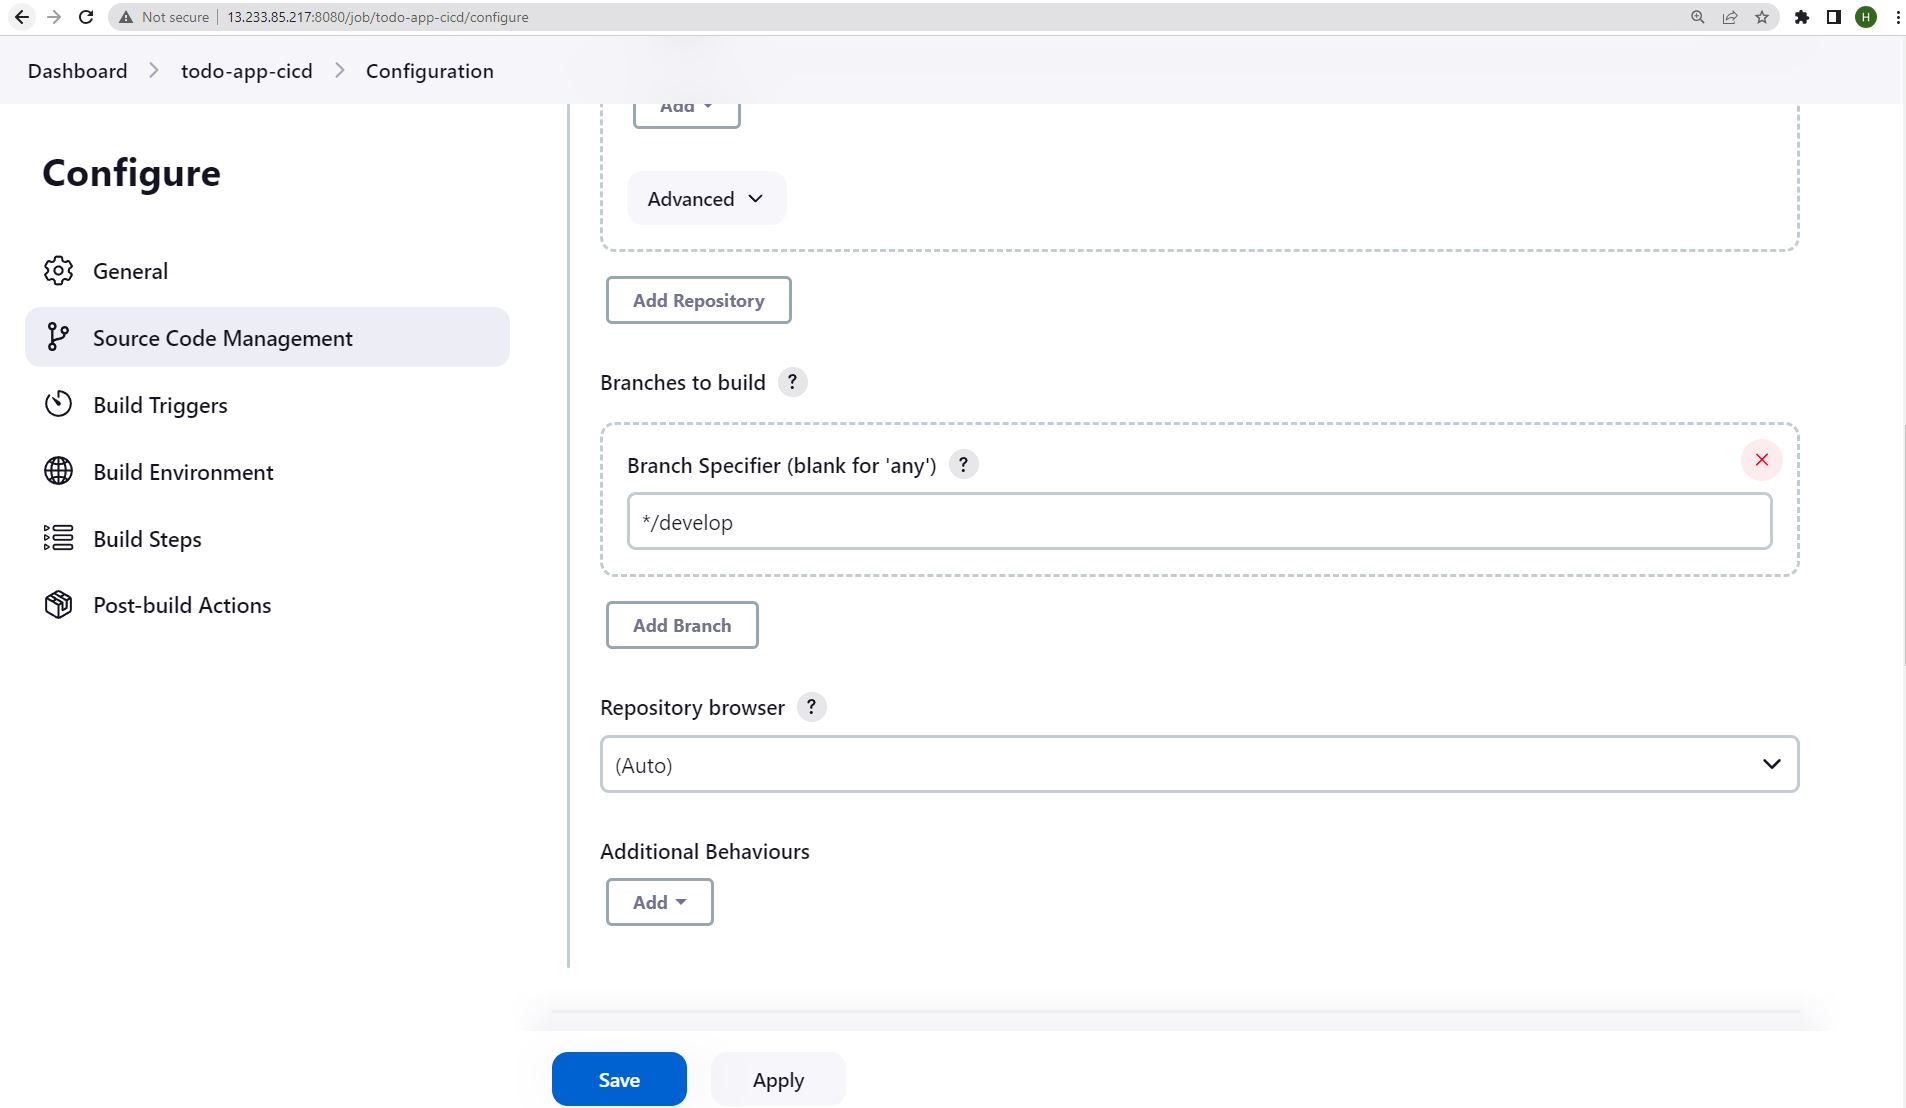 Not secure 13.233.85.217:8080/job/todo-app-cicd/configure
H
Dashboard todo-app-cicd Configuration
Configure
General
Source Code Management
Build Triggers
Build Environment
Build Steps
Post-build Actions
Add
Advanced
Add Repository
Branches to build ?
Branch Specifier (blank for 'any') ?
*/develop
Add Branch
Repository browser ?
(Auto)
Additional Behaviours
Add
Save Apply